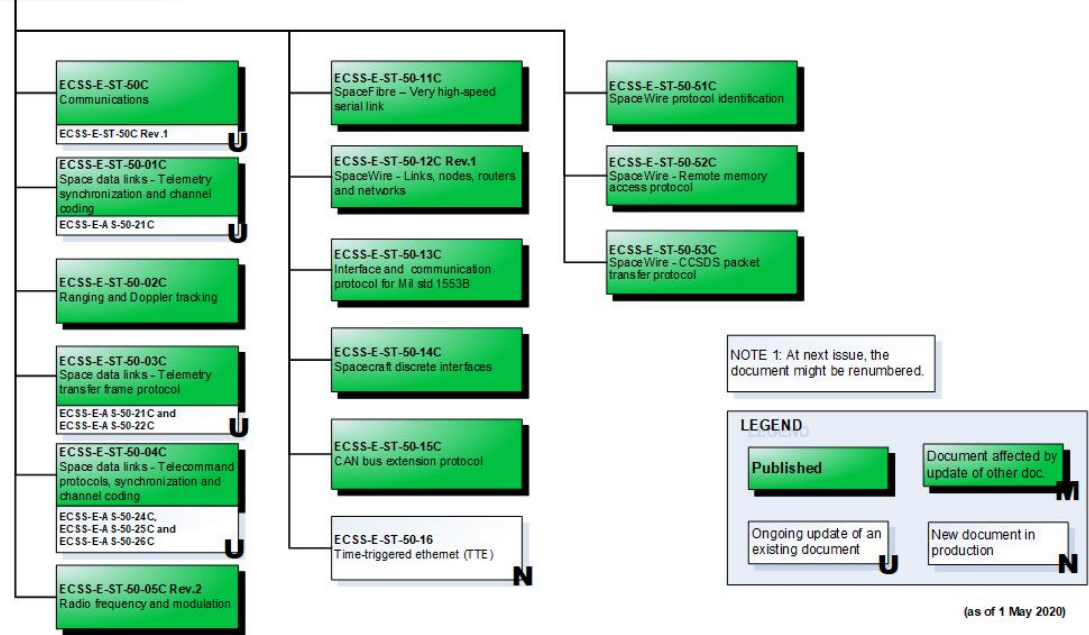 ECSS-E-ST-50C
Communications
ECSS-E-ST-50C Rev.1
U
ECSS-E-ST-50-01C
Space data links - Telemetry
synchronization and channel
coding
ECSS-E-AS-50-21C
U
ECSS-E-ST-50-02C
Ranging and Doppler tracking
ECSS-E-ST-50-03C
Space data links - Telemetry
transfer frame protocol
ECSS-E-AS-50-21C and
ECSS-E-AS-50-22C
U
ECSS-E-ST-50-04C
Space data links - Telecommand
protocols, synchronization and
channel coding
ECSS-E-AS-50-24C,
ECSS-E-AS-50-25C and
ECSS-E-AS-50-26C
U
ECSS-E-ST-50-05C Rev.2
Radio frequency and modulation
ECSS-E-ST-50-11C
SpaceFibre – Very high-speed
serial link
ECSS-E-ST-50-12C Rev.1
SpaceWire - Links, nodes, routers
and networks
ECSS-E-ST-50-13C
Interface and communication
protocol for Mil std 1553B
ECSS-E-ST-50-14C
Spacecraft discrete interfaces
ECSS-E-ST-50-15C
CAN bus extension protocol
ECSS-E-ST-50-16
Time-triggered ethernet (TTE)
N
ECSS-E-ST-50-51C
SpaceWire protocol identification
ECSS-E-ST-50-52C
SpaceWire - Remote memory
access protocol
ECSS-E-ST-50-53C
SpaceWire - CCSDS packet
transfer protocol
NOTE 1: At next issue, the
document might be renumbered.
LEGEND
Published
Document affected by
update of other doc.
M
Ongoing update of an
existing document
U
New document in
production
N
(as of 1 May 2020)